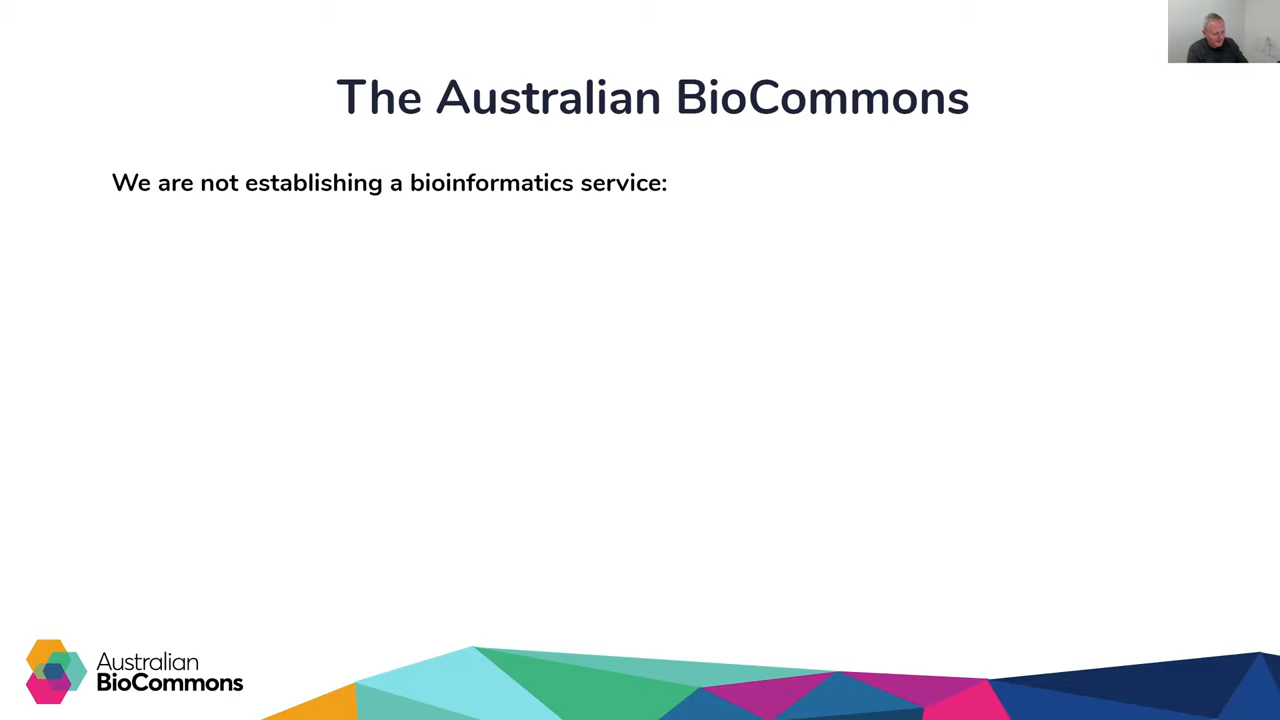 The Australian BioCommons
We are not establishing a bioinformatics service:
Australian
BioCommons